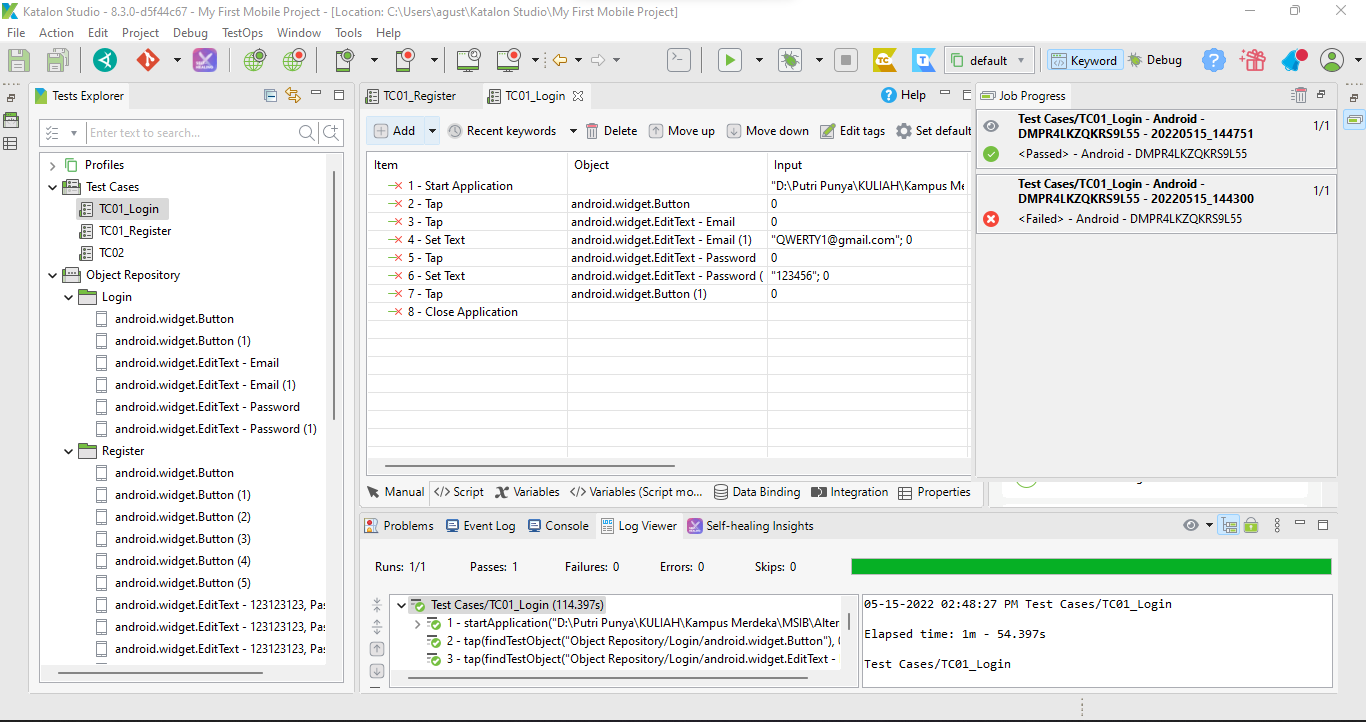 Katalon Studio - 8.3.0-d5f44c67 - My First Mobile Project - [Location: C:\Users\agust\Katalon Studio\My First Mobile Project]
File Action Edit Project Debug TestOps Window Tools Help
default Keyword Debug
Tests Explorer
Enter text to search...
Profiles
Test Cases
TC01_Login
TC01_Register
TC02
Object Repository
Login
android.widget.Button
android.widget.Button (1)
android.widget.EditText - Email
android.widget.EditText - Email (1)
android.widget.EditText - Password
android.widget.EditText - Password (1)
Register
android.widget.Button
android.widget.Button (1)
android.widget.Button (2)
android.widget.Button (3)
android.widget.Button (4)
android.widget.Button (5)
android.widget.EditText - 123123123, Pa
android.widget.EditText - 123123123, Pa
android.widget.EditText - 123123123, Pa
TC01_Register TC01_Login Help
Add Recent keywords Delete Move up Move down Edit tags Set default
Item Object Input
1 - Start Application "D:\Putri Punya\KULIAH\Kampus Me
2 - Tap android.widget.Button 0
3 - Tap android.widget.EditText - Email 0
4 - Set Text android.widget.EditText - Email (1) "QWERTY1@gmail.com"; 0
5 - Tap android.widget.EditText - Password 0
6 - Set Text android.widget.EditText - Password ( "123456"; 0
7 - Tap android.widget.Button (1) 0
8 - Close Application
Manual </> Script Variables </> Variables (Script mo... Data Binding Integration Properties
Job Progress
Test Cases/TC01_Login - Android -
DMPR4LKZQKRS9L55 - 20220515_144751 1/1
<Passed> - Android - DMPR4LKZQKRS9L55
Test Cases/TC01_Login - Android -
DMPR4LKZQKRS9L55 - 20220515_144300 1/1
<Failed> - Android - DMPR4LKZQKRS9L55
Problems Event Log Console Log Viewer Self-healing Insights
Runs: 1/1 Passes: 1 Failures: 0 Errors: 0 Skips: 0
Test Cases/TC01_Login (114.397s)
1 - startApplication("D:\Putri Punya\KULIAH\Kampus Merdeka\MSIB\Alter
2 - tap(findTestObject("Object Repository/Login/android.widget.Button"),
3 - tap(findTestObject("Object Repository/Login/android.widget.EditText -
05-15-2022 02:48:27 PM Test Cases/TC01_Login
Elapsed time: 1m - 54.397s
Test Cases/TC01_Login